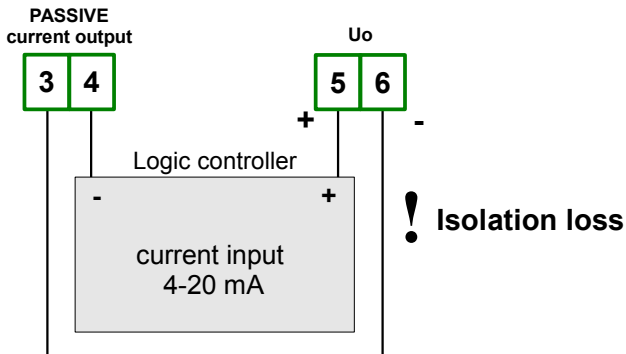 PASSIVE
current output
Uo
3 4
5 6
+ -
Logic controller
- +
! Isolation loss
current input
4-20 mA